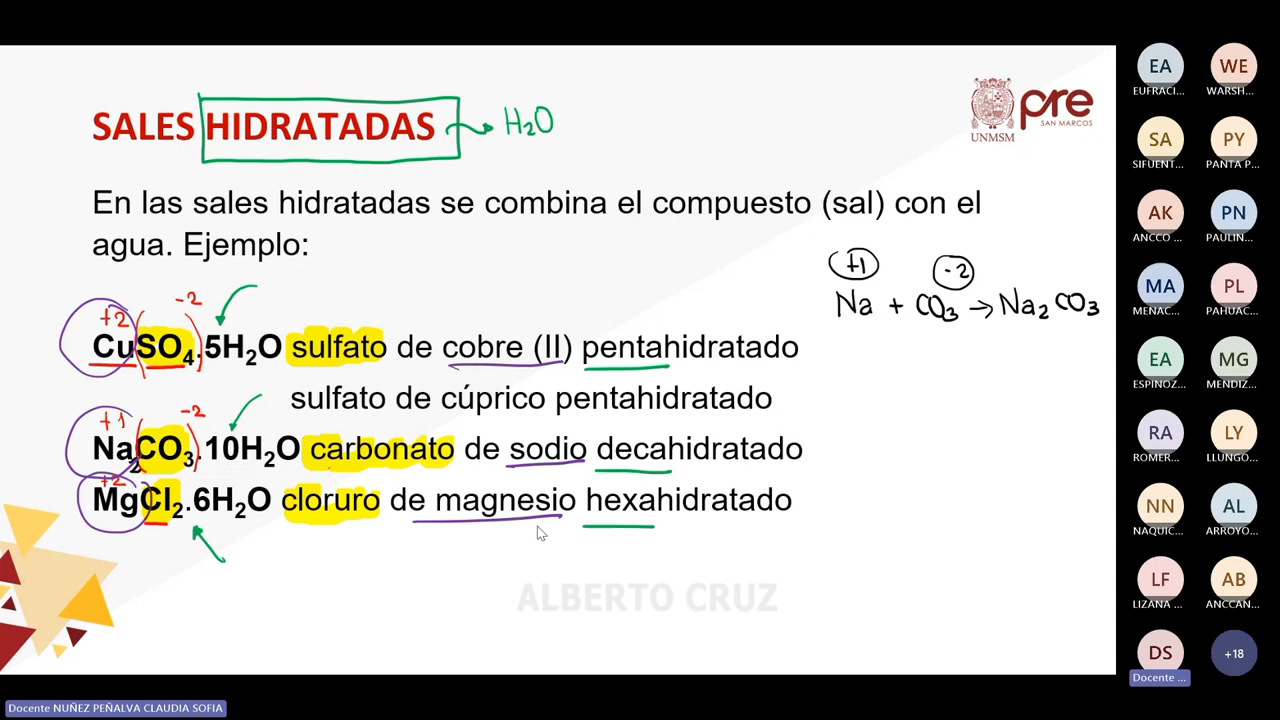 SALES HIDRATADAS → H₂O
UNMSM
pre
SAN MARCOS
En las sales hidratadas se combina el compuesto (sal) con el
agua. Ejemplo:
+1 -2
Na + CO₃ → Na₂CO₃
+2 -2
CuSO₄.5H₂O sulfato de cobre (II) pentahidratado
sulfato de cúprico pentahidratado
+1 -2
Na₂CO₃.10H₂O carbonato de sodio decahidratado
+2
MgCl₂.6H₂O cloruro de magnesio hexahidratado
ALBERTO CRUZ
EA WE
EUFRACI... WARSH...
SA PY
SIFUENT... PANTA P...
AK PN
ANCCO ... PAULIN...
MA PL
MENAC... PAHUAC...
EA MG
ESPINOZ... MENDIZ...
RA LY
ROMER... LLUNGO...
NN AL
NAQUIC... ARROYO...
LF AB
LIZANA ... ANCCAN...
DS +18
Docente ...
Docente NUÑEZ PEÑALVA CLAUDIA SOFIA